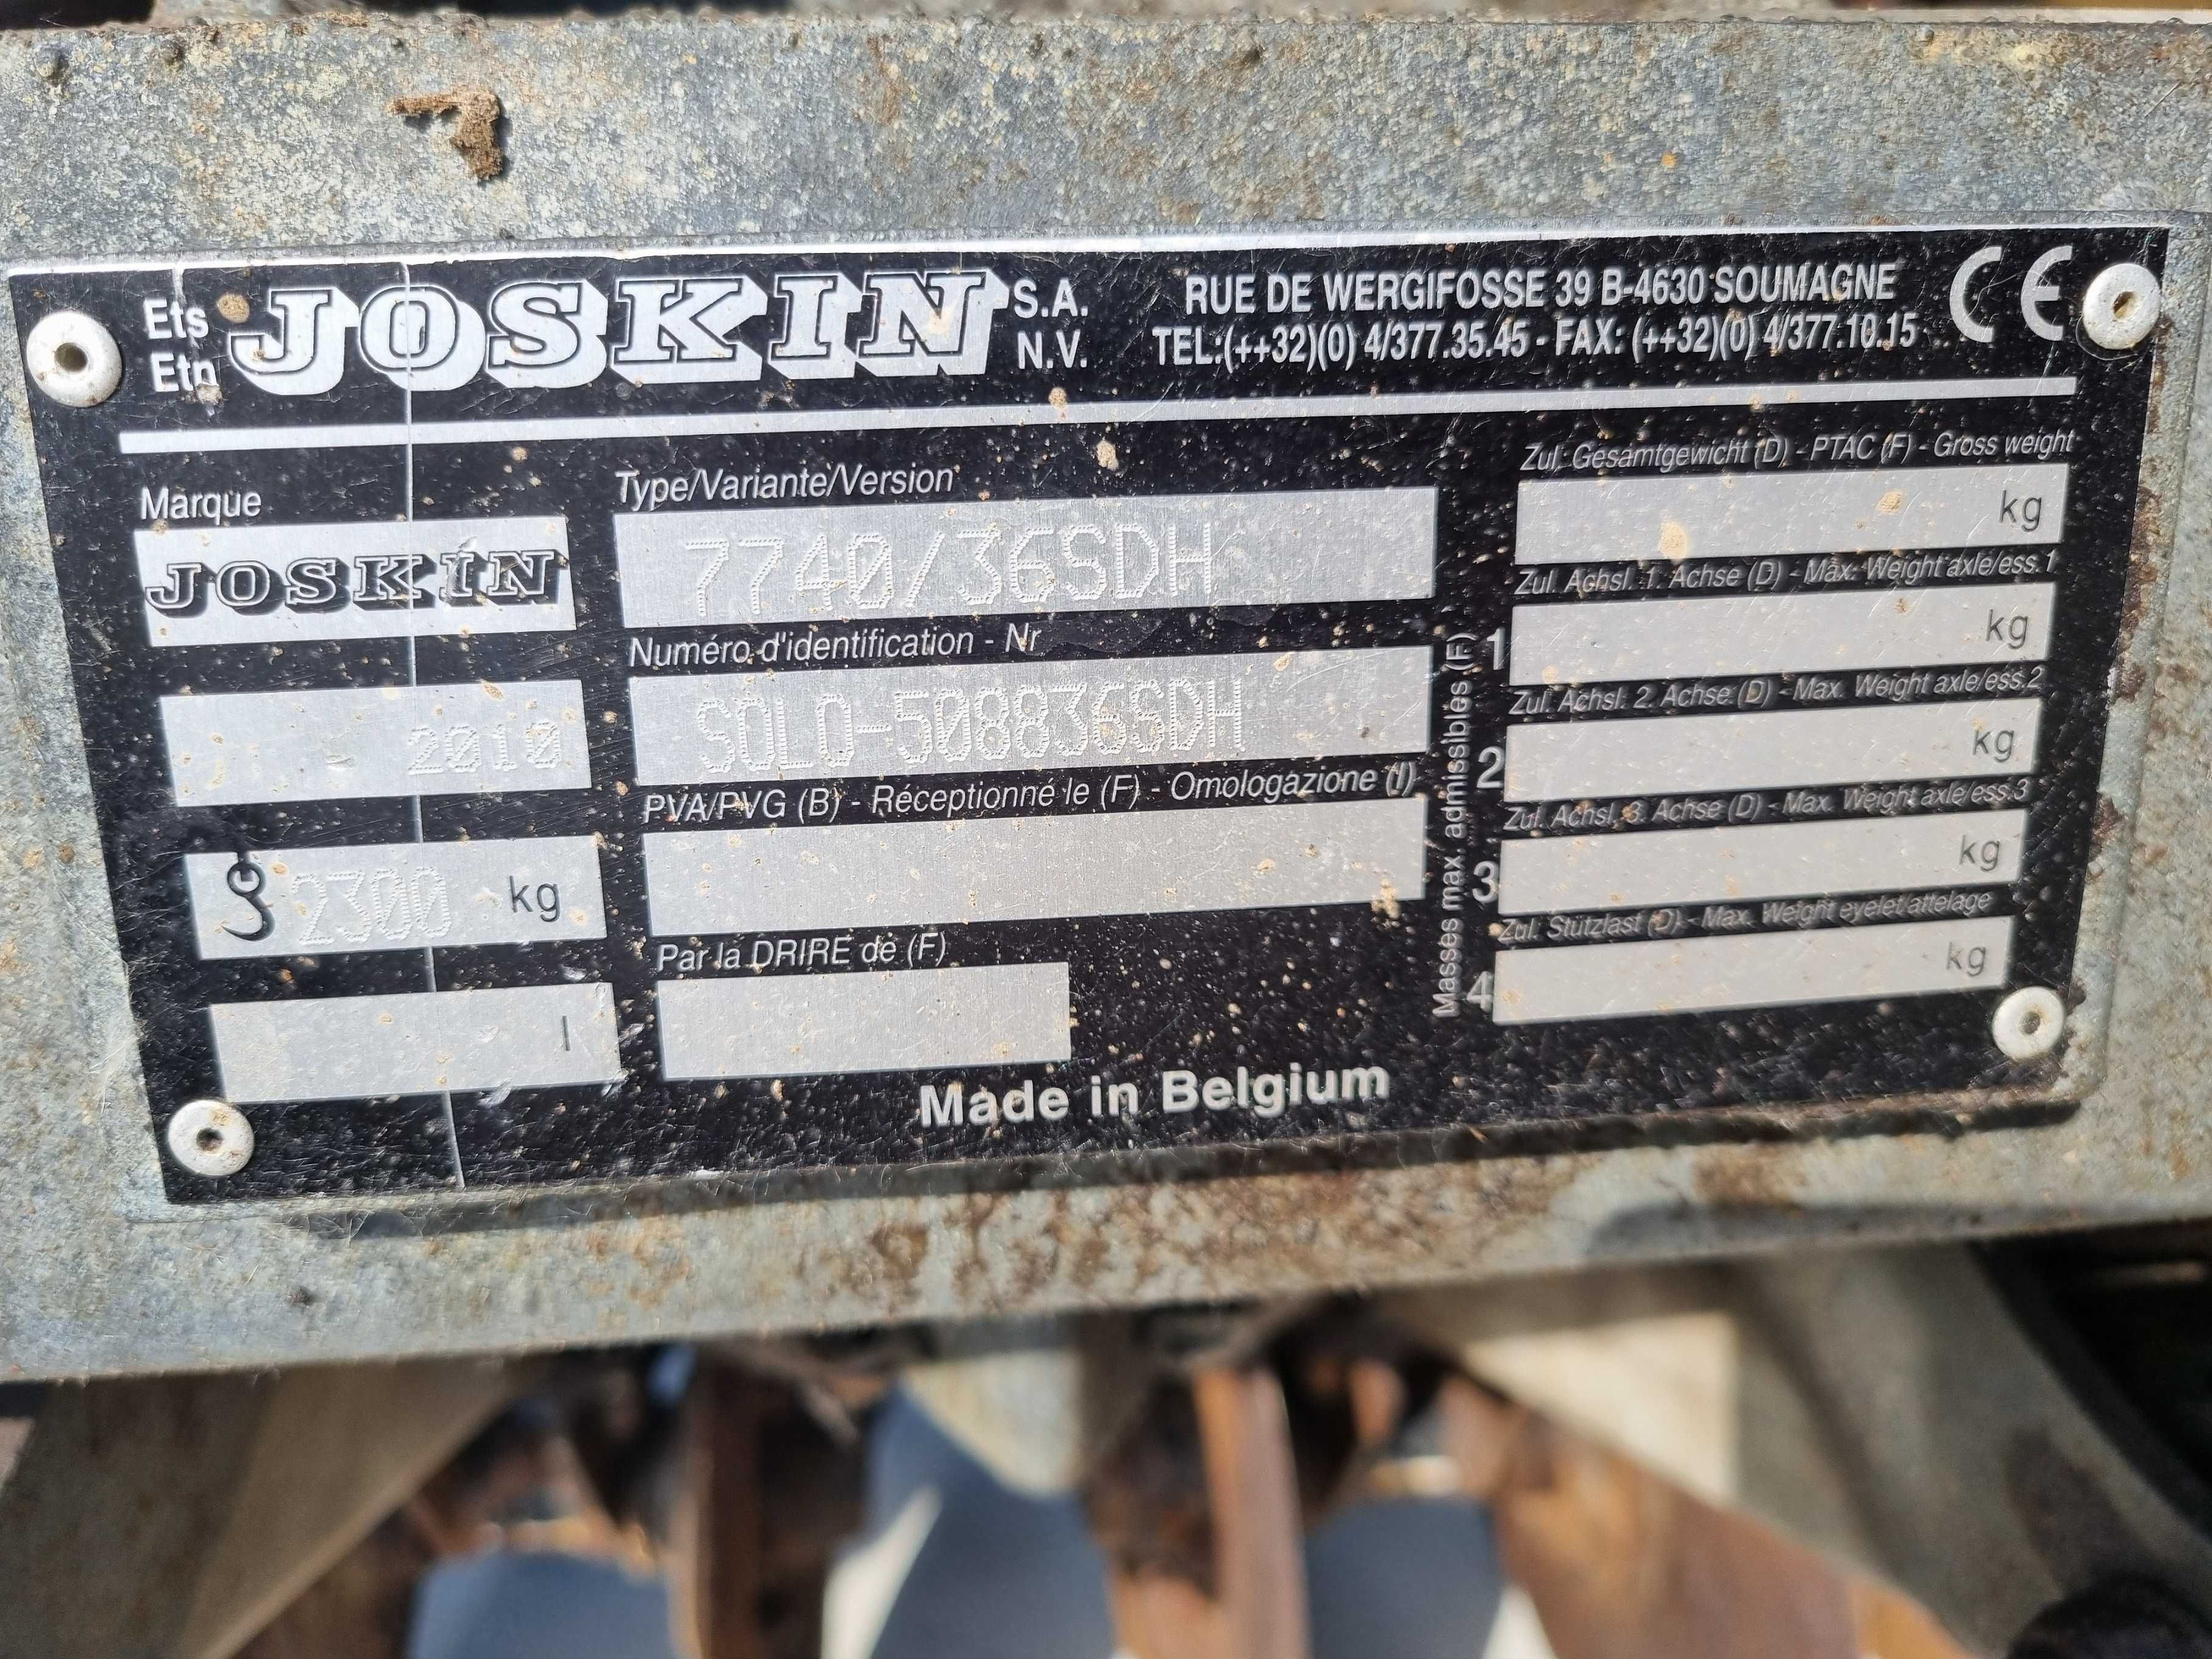 Ets
Etn
JOSKIN S.A.
N.V.
RUE DE WERGIFOSSE 39 B-4630 SOUMAGNE
TEL:(++32)(0) 4/377.35.45 - FAX: (++32)(0) 4/377.10.15
CE
Marque
JOSKIN
2010
2300 kg
l
Type/Variante/Version
7740/36SDH
Numéro d'identification - Nr
SOLO-508836SDH
PVA/PVG (B) - Réceptionné le (F) - Omologazione (I)
Par la DRIRE de (F)
Made in Belgium
Masses max. admissibles (F)
Zul. Gesamtgewicht (D) - PTAC (F) - Gross weight
kg
Zul. Achsl. 1. Achse (D) - Max. Weight axle/ess.1
1 kg
Zul. Achsl. 2. Achse (D) - Max. Weight axle/ess.2
2 kg
Zul. Achsl. 3. Achse (D) - Max. Weight axle/ess.3
3 kg
Zul. Stützlast (D) - Max. Weight eyelet/attelage
4 kg